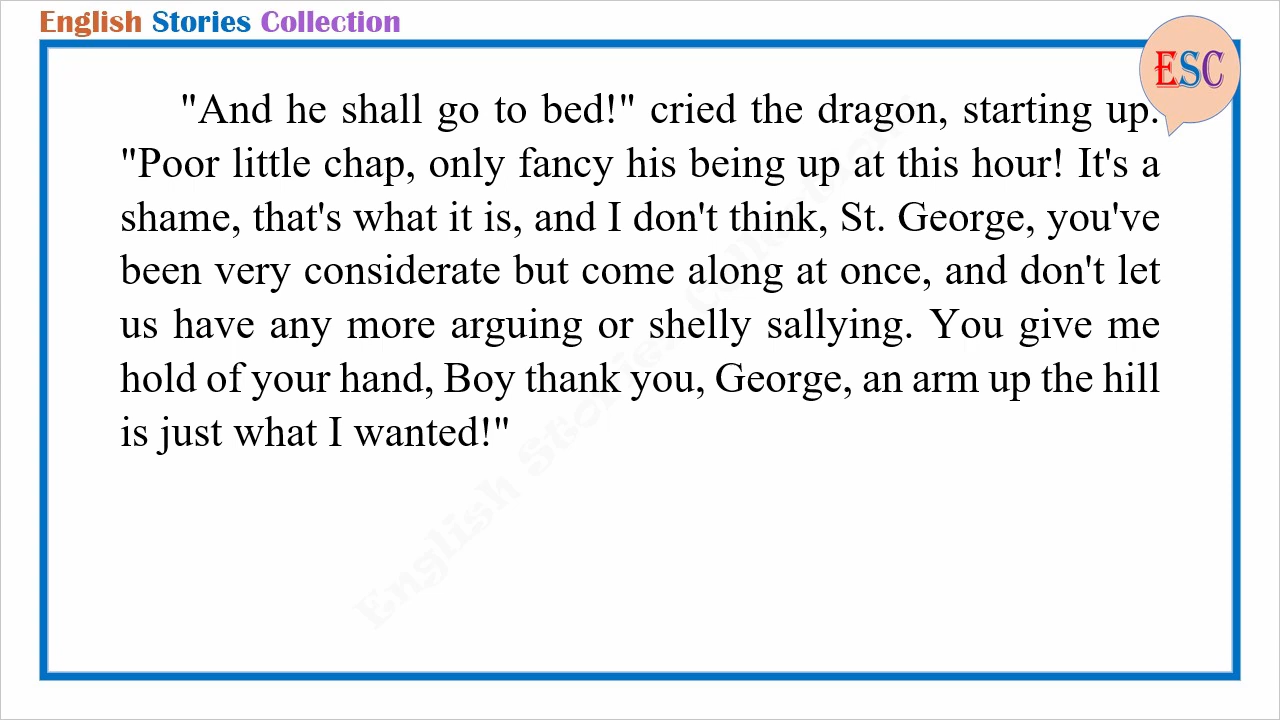 English Stories Collection
ESC
"And he shall go to bed!" cried the dragon, starting up.
"Poor little chap, only fancy his being up at this hour! It's a
shame, that's what it is, and I don't think, St. George, you've
been very considerate but come along at once, and don't let
us have any more arguing or shelly sallying. You give me
hold of your hand, Boy thank you, George, an arm up the hill
is just what I wanted!"
English Stories Collection